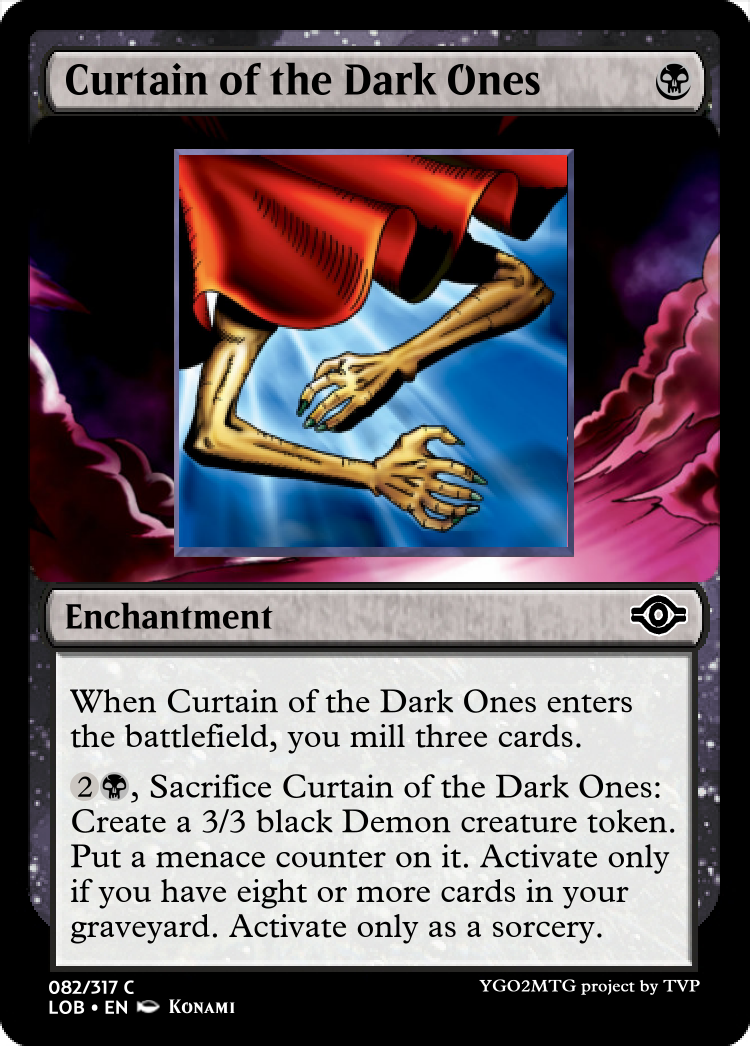 Curtain of the Dark Ones
Enchantment
When Curtain of the Dark Ones enters
the battlefield, you mill three cards.
2, Sacrifice Curtain of the Dark Ones:
Create a 3/3 black Demon creature token.
Put a menace counter on it. Activate only
if you have eight or more cards in your
graveyard. Activate only as a sorcery.
082/317 C
YGO2MTG project by TVP
LOB • EN Konami